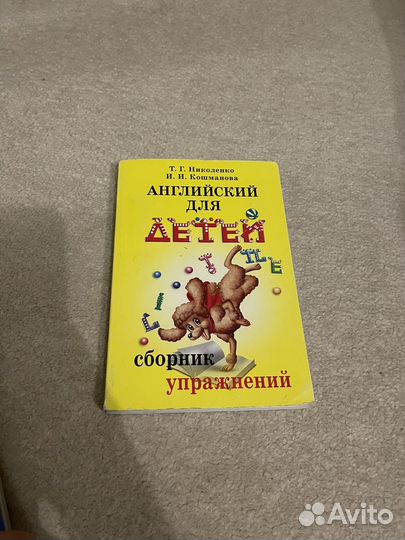 Т. Г. Николенко
И. И. Кошманова
АНГЛИЙСКИЙ
ДЛЯ
ДЕТЕЙ
сборник
упражнений
Avito